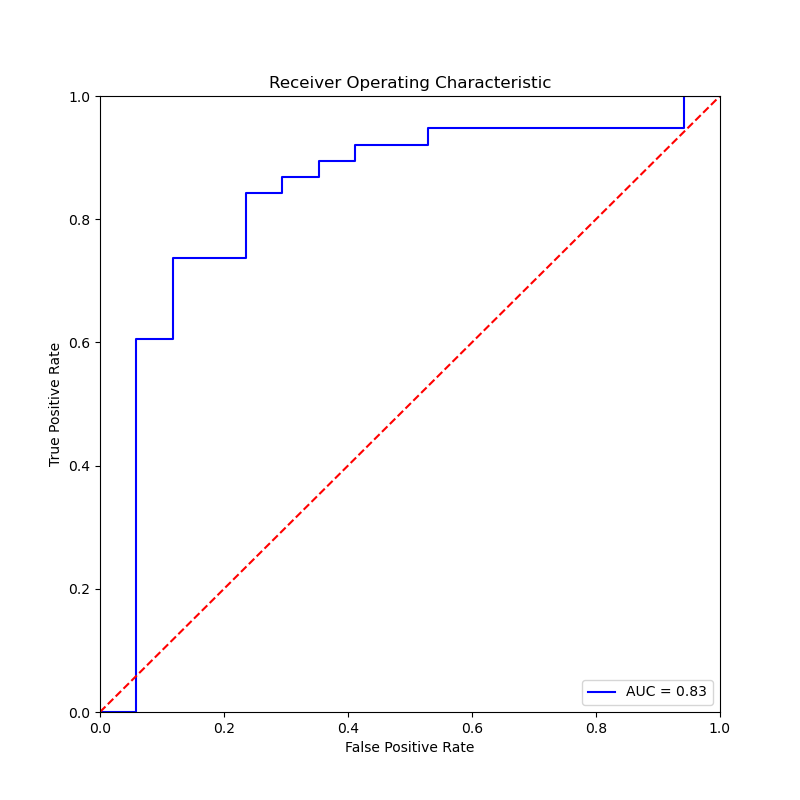 Receiver Operating Characteristic
1.0
0.8
0.6
0.4
0.2
0.0
True Positive Rate
AUC = 0.83
0.0 0.2 0.4 0.6 0.8 1.0
False Positive Rate